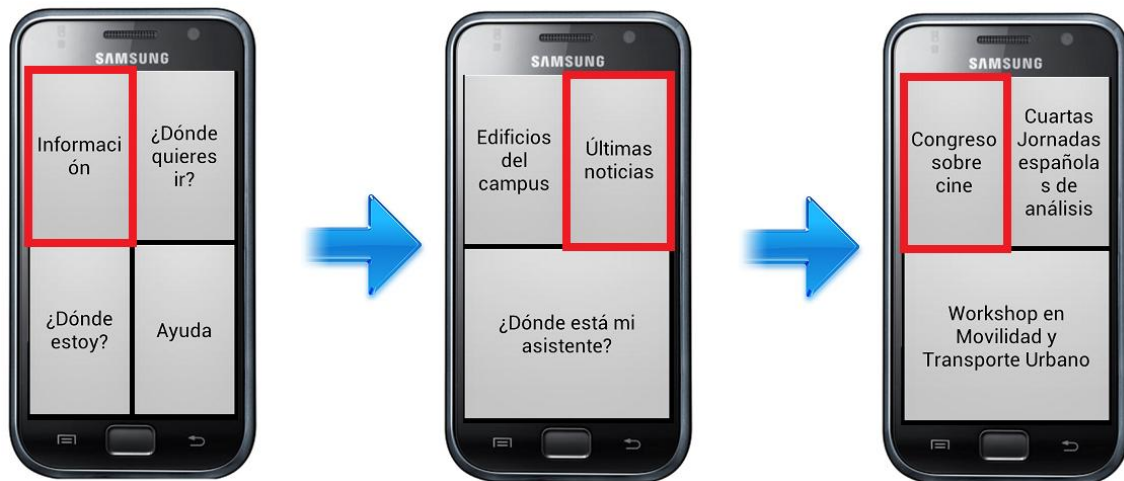 SAMSUNG
Informaci
ón
¿Dónde
quieres
ir?
¿Dónde
estoy?
Ayuda
SAMSUNG
Edificios
del
campus
Últimas
noticias
¿Dónde está mi
asistente?
SAMSUNG
Congreso
sobre
cine
Cuartas
Jornadas
española
s de
análisis
Workshop en
Movilidad y
Transporte Urbano